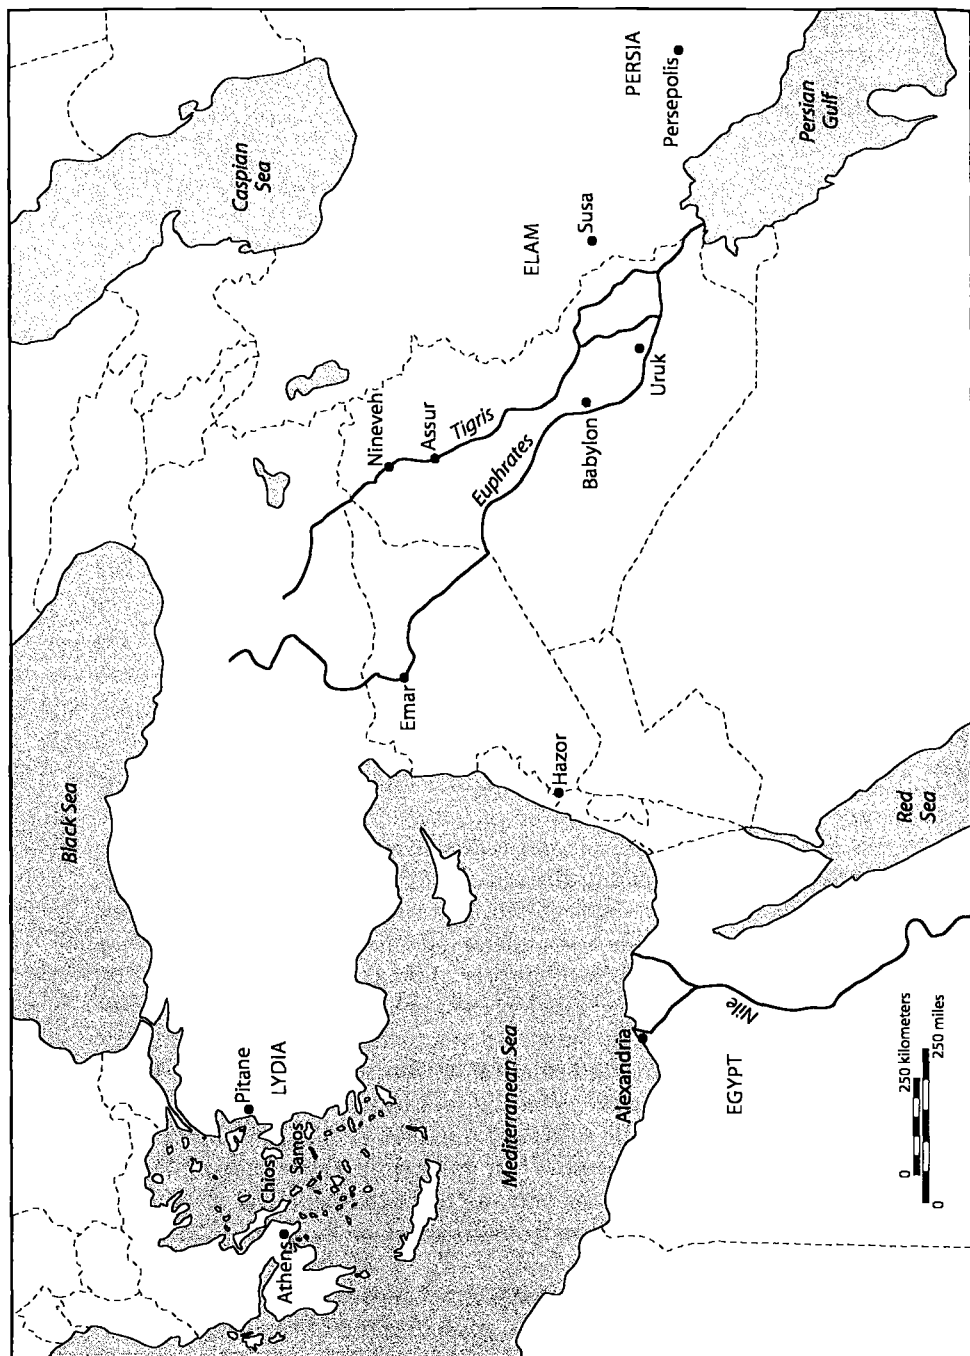 Black Sea
Caspian
Sea
Pitane
LYDIA
Chios
Samos
Athens
Nineveh
Assur
Tigris
Emar
Euphrates
ELAM
Susa
Babylon
Uruk
PERSIA
Persepolis
Persian
Gulf
Mediterranean Sea
Hazor
Alexandria
EGYPT
Nile
Red
Sea
0 250 kilometers
0 250 miles